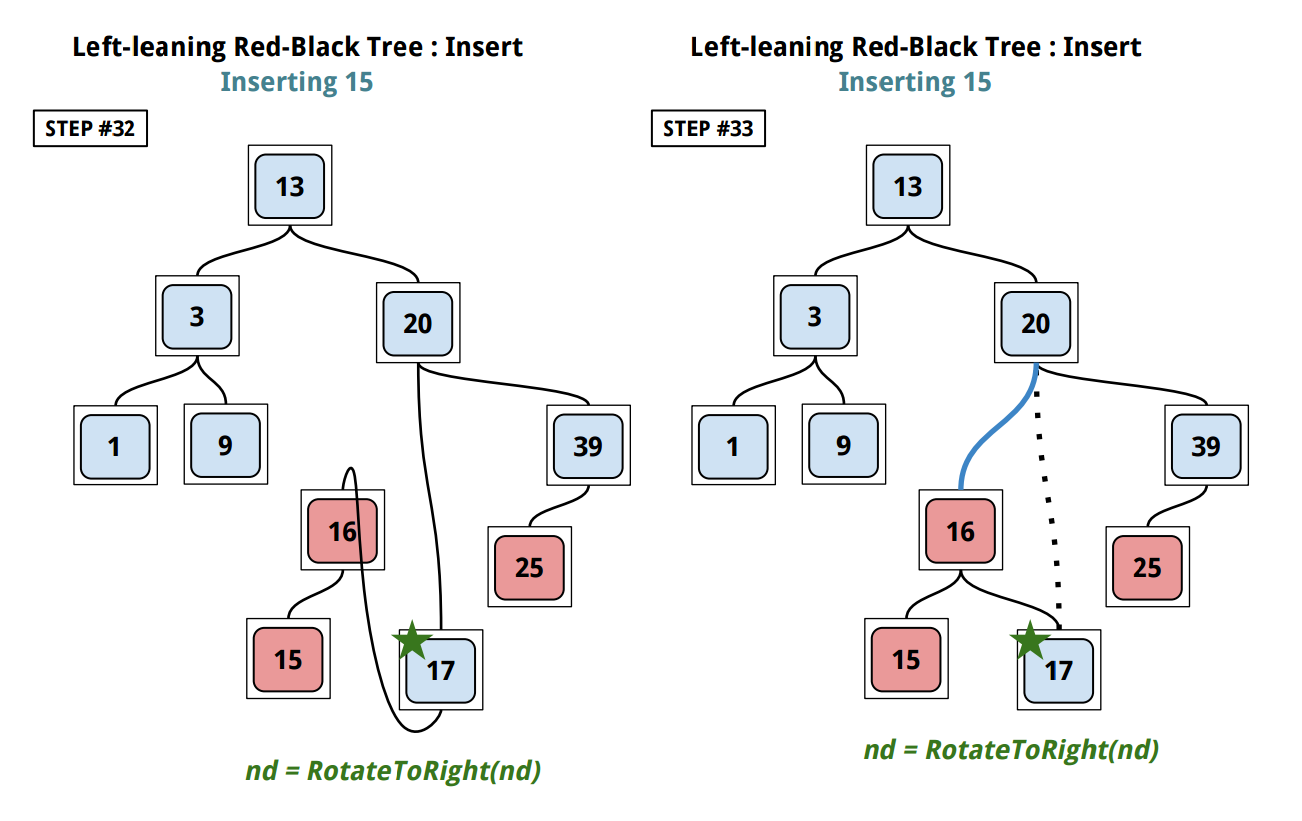 Left-leaning Red-Black Tree : Insert
Inserting 15
STEP #32
13
3
20
1
9
39
16
25
15
17
nd = RotateToRight(nd)
Left-leaning Red-Black Tree : Insert
Inserting 15
STEP #33
13
3
20
1
9
39
16
25
15
17
nd = RotateToRight(nd)